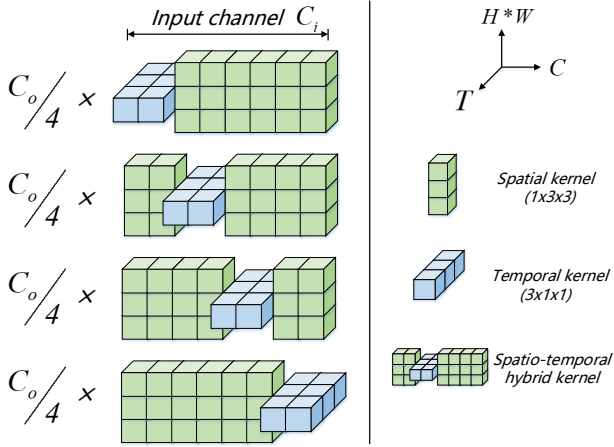 Input channel C_i
C_o/4 ×
C_o/4 ×
C_o/4 ×
C_o/4 ×
H*W
C
T
Spatial kernel
(1x3x3)
Temporal kernel
(3x1x1)
Spatio-temporal
hybrid kernel